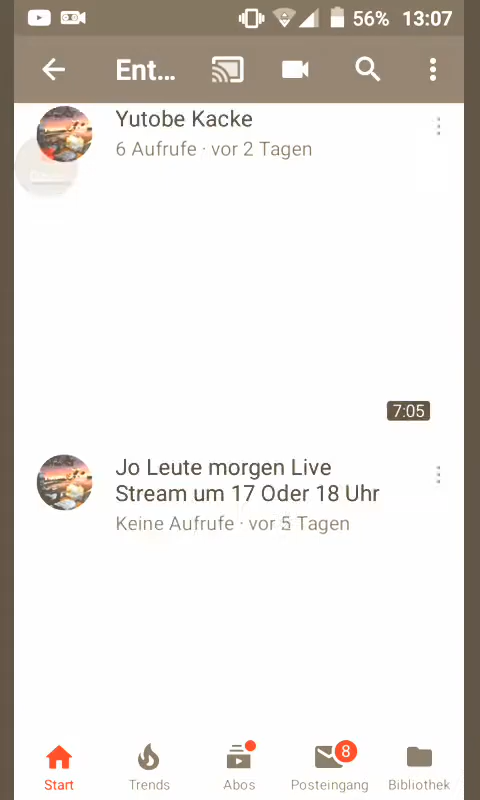 56% 13:07
Ent...
Yutobe Kacke
6 Aufrufe · vor 2 Tagen
7:05
Jo Leute morgen Live
Stream um 17 Oder 18 Uhr
Keine Aufrufe · vor 5 Tagen
8
Start Trends Abos Posteingang Bibliothek